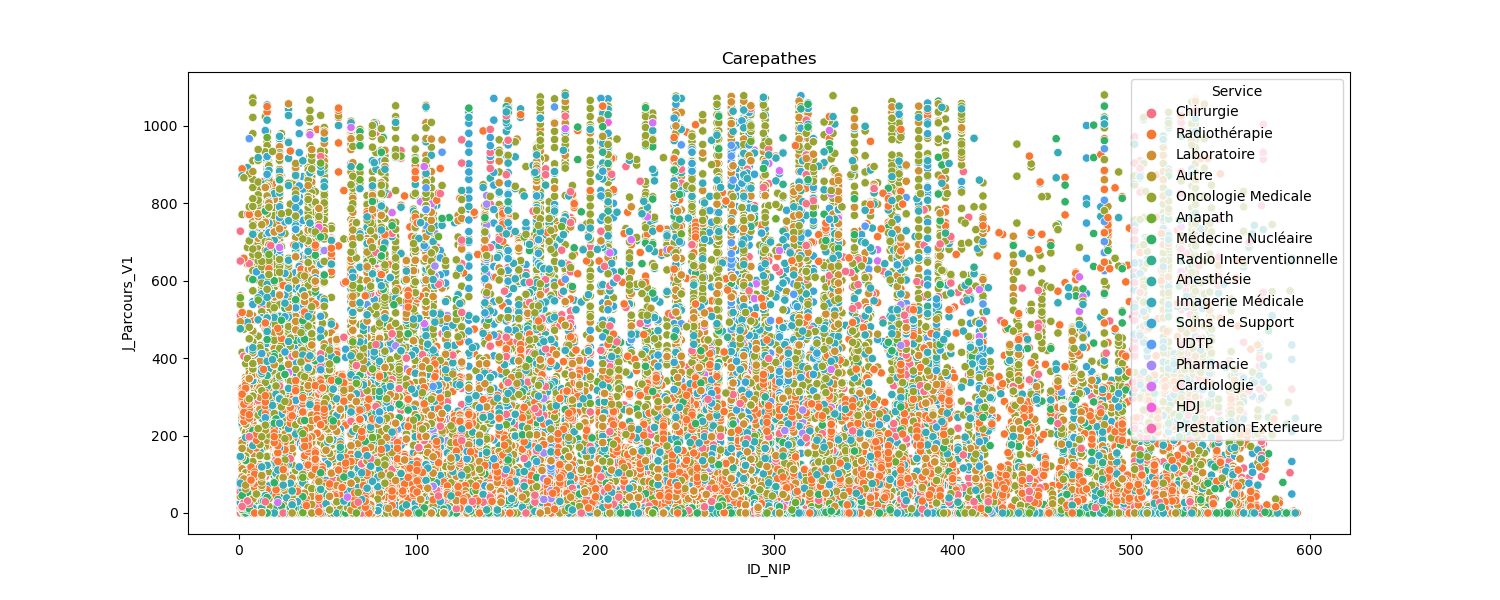 Carepathes
J_Parcours_V1
1000
800
600
400
200
0
0 100 200 300 400 500 600
ID_NIP
Service
Chirurgie
Radiothérapie
Laboratoire
Autre
Oncologie Medicale
Anapath
Médecine Nucléaire
Radio Interventionnelle
Anesthésie
Imagerie Médicale
Soins de Support
UDTP
Pharmacie
Cardiologie
HDJ
Prestation Exterieure